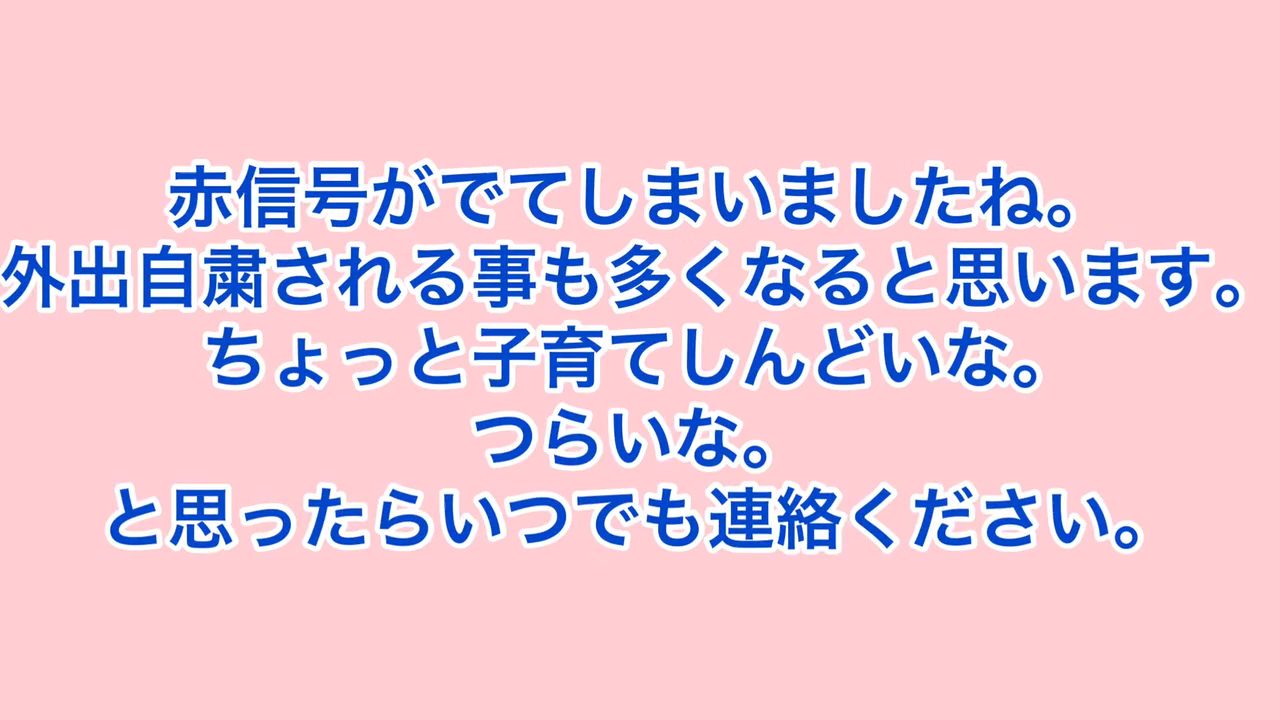 赤信号がでてしまいましたね。
外出自粛される事も多くなると思います。
ちょっと子育てしんどいな。
つらいな。
と思ったらいつでも連絡ください。